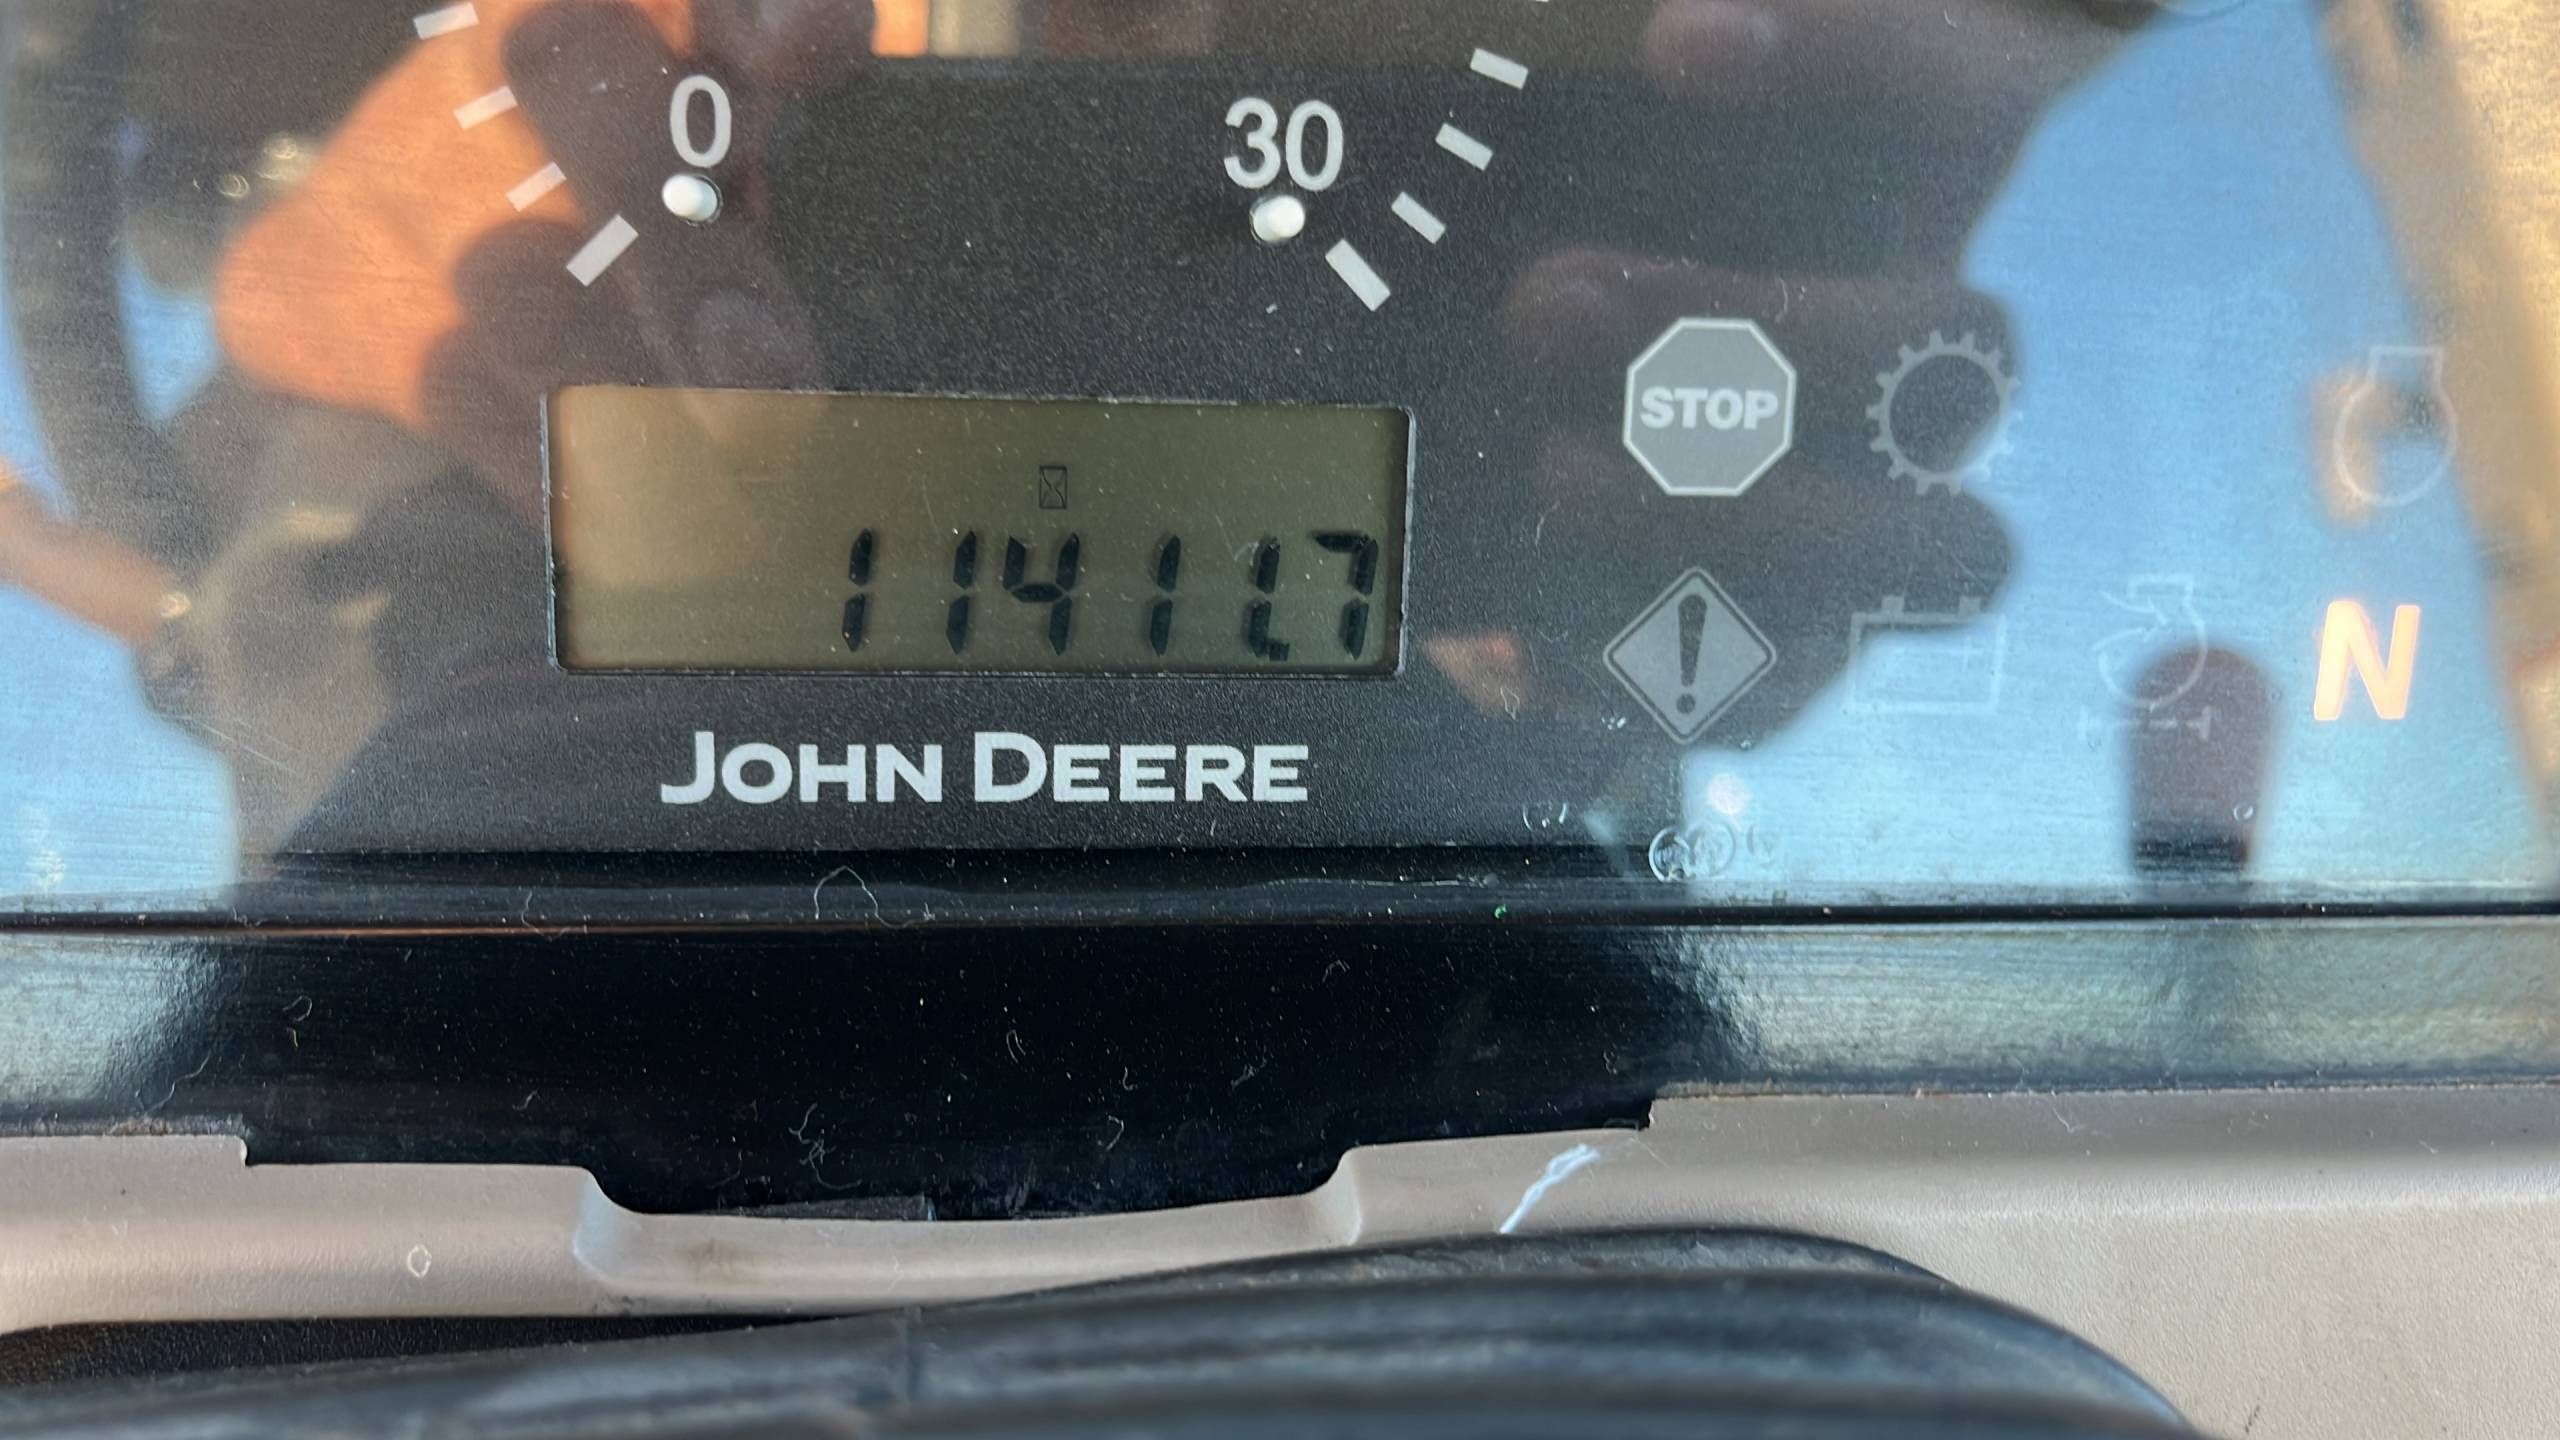 0
30
STOP
11411.7
N
JOHN DEERE